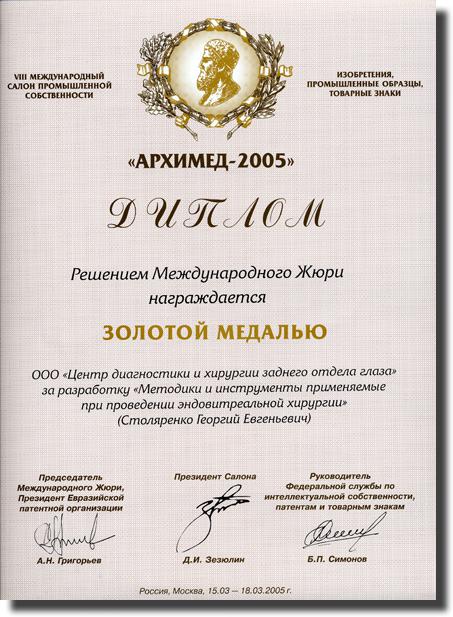 VIII МЕЖДУНАРОДНЫЙ
САЛОН ПРОМЫШЛЕННОЙ
СОБСТВЕННОСТИ
ИЗОБРЕТЕНИЯ,
ПРОМЫШЛЕННЫЕ ОБРАЗЦЫ,
ТОВАРНЫЕ ЗНАКИ
«АРХИМЕД-2005»
ДИПЛОМ
Решением Международного Жюри
награждается
ЗОЛОТОЙ МЕДАЛЬЮ
ООО «Центр диагностики и хирургии заднего отдела глаза»
за разработку «Методики и инструменты применяемые
при проведении эндовитреальной хирургии»
(Столяренко Георгий Евгеньевич)
Председатель
Международного Жюри,
Президент Евразийской
патентной организации
А.Н. Григорьев
Президент Салона
Д.И. Зезюлин
Руководитель
Федеральной службы по
интеллектуальной собственности,
патентам и товарным знакам
Б.П. Симонов
Россия, Москва, 15.03 — 18.03.2005 г.